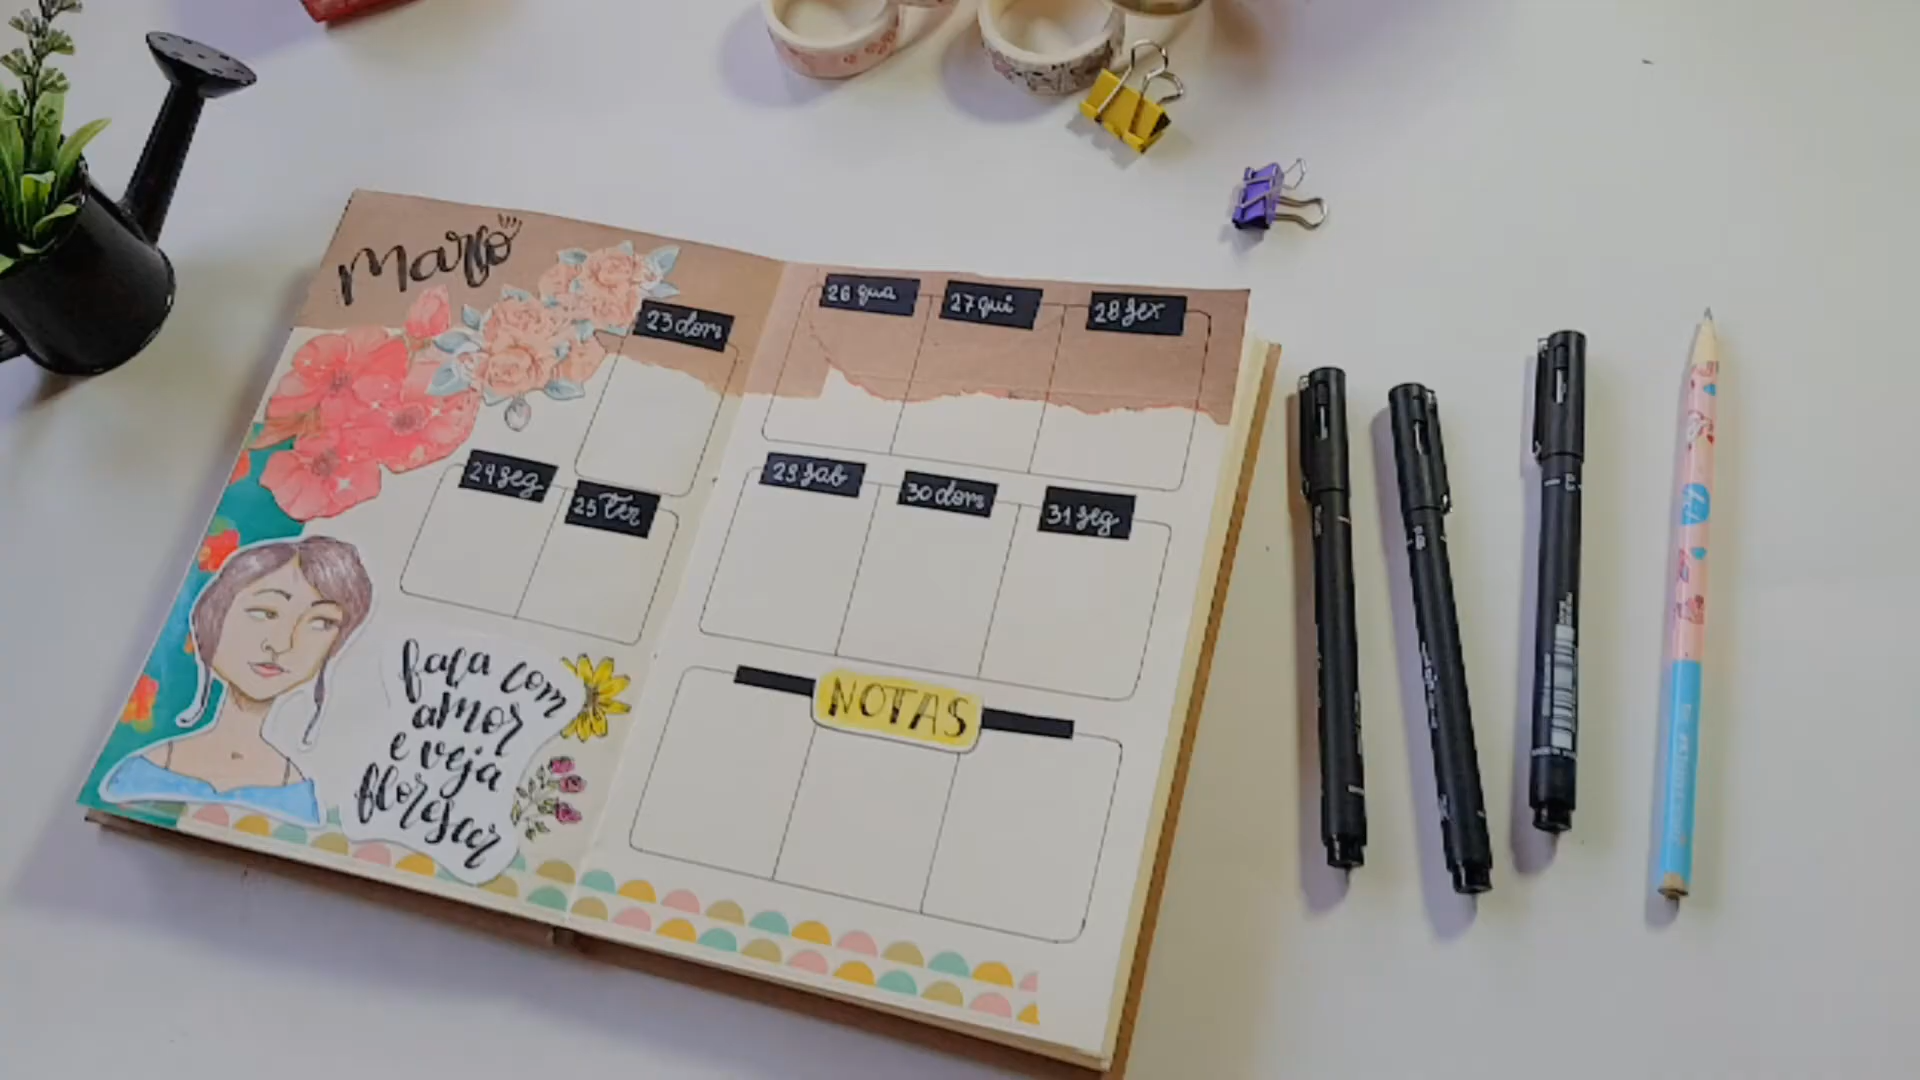 Março
23 dom
24 seg
25 Ter
faça com
amor
e veja
florescer
26 qua
27 qui
28 sex
29 sab
30 dom
31 seg
NOTAS